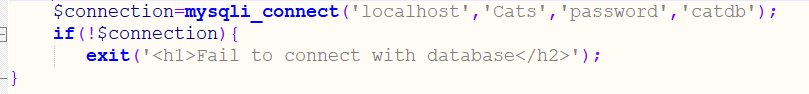 $connection=mysqli_connect('localhost','Cats','password','catdb');
if(!$connection){
exit('<h1>Fail to connect with database</h2>');
}